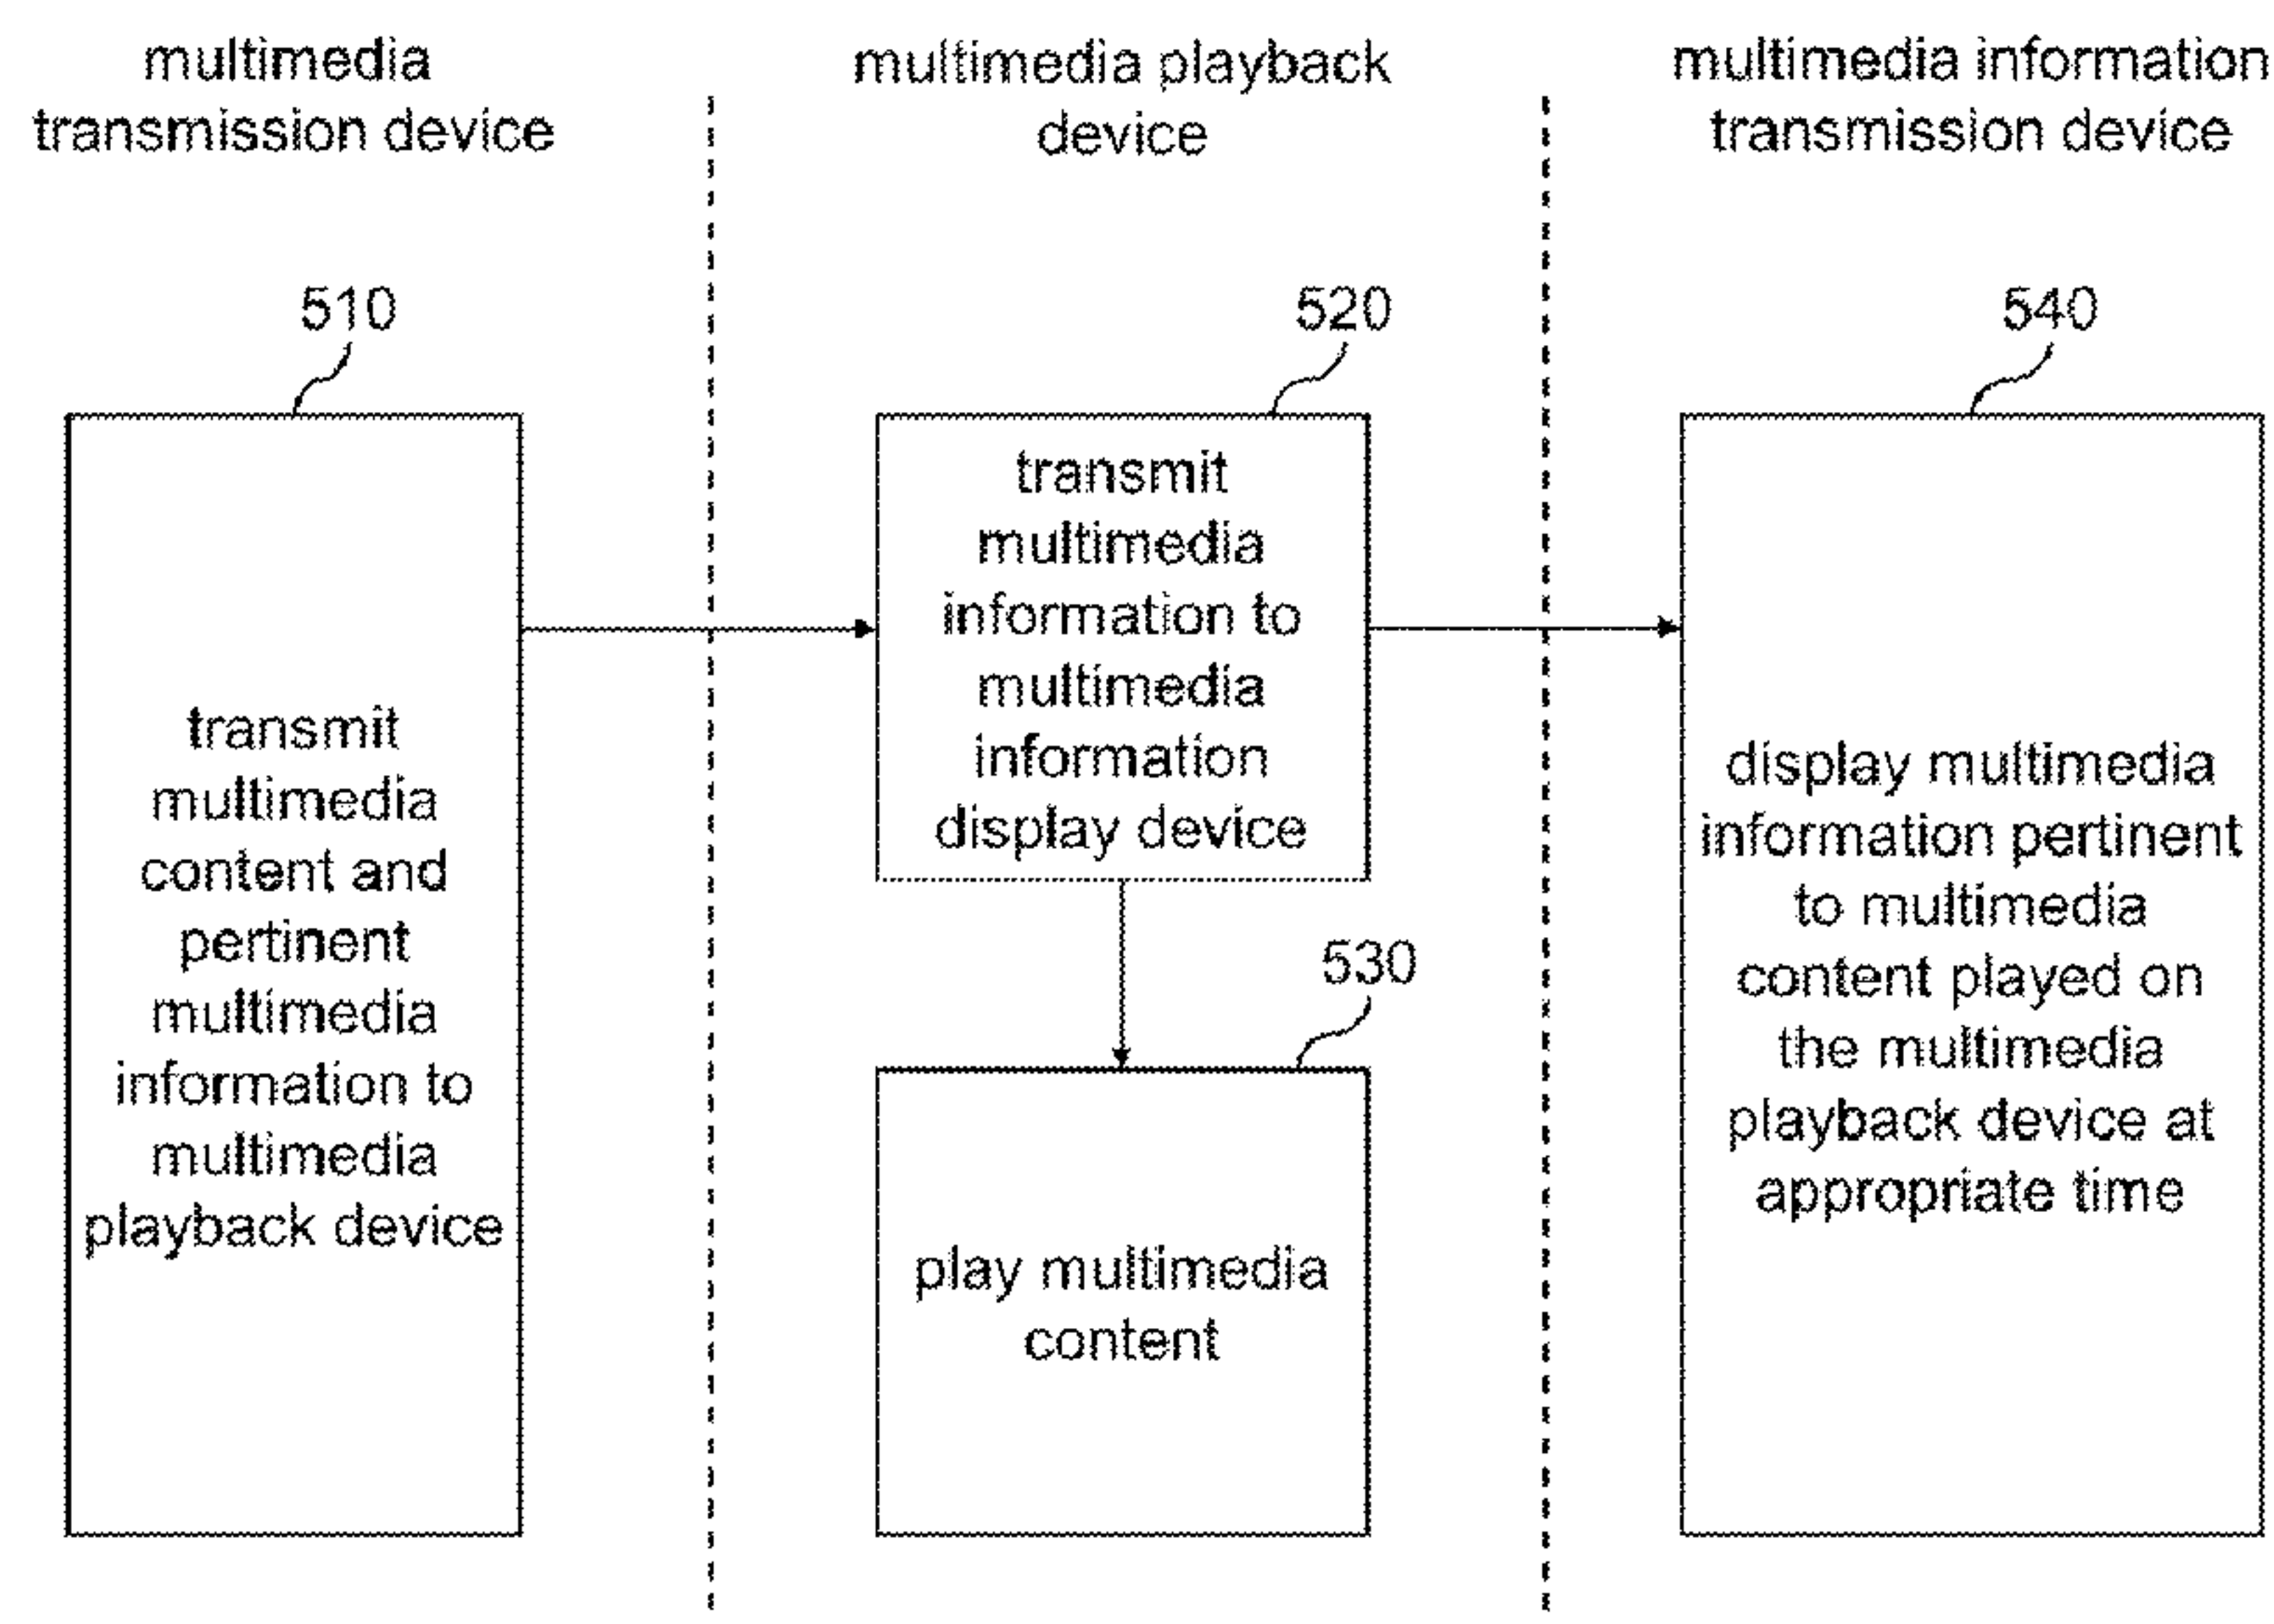 multimedia
transmission device
multimedia playback
device
multimedia information
transmission device
510
transmit
multimedia
content and
pertinent
multimedia
information to
multimedia
playback device
520
transmit
multimedia
information to
multimedia
information
display device
530
play multimedia
content
540
display multimedia
information pertinent
to multimedia
content played on
the multimedia
playback device at
appropriate time